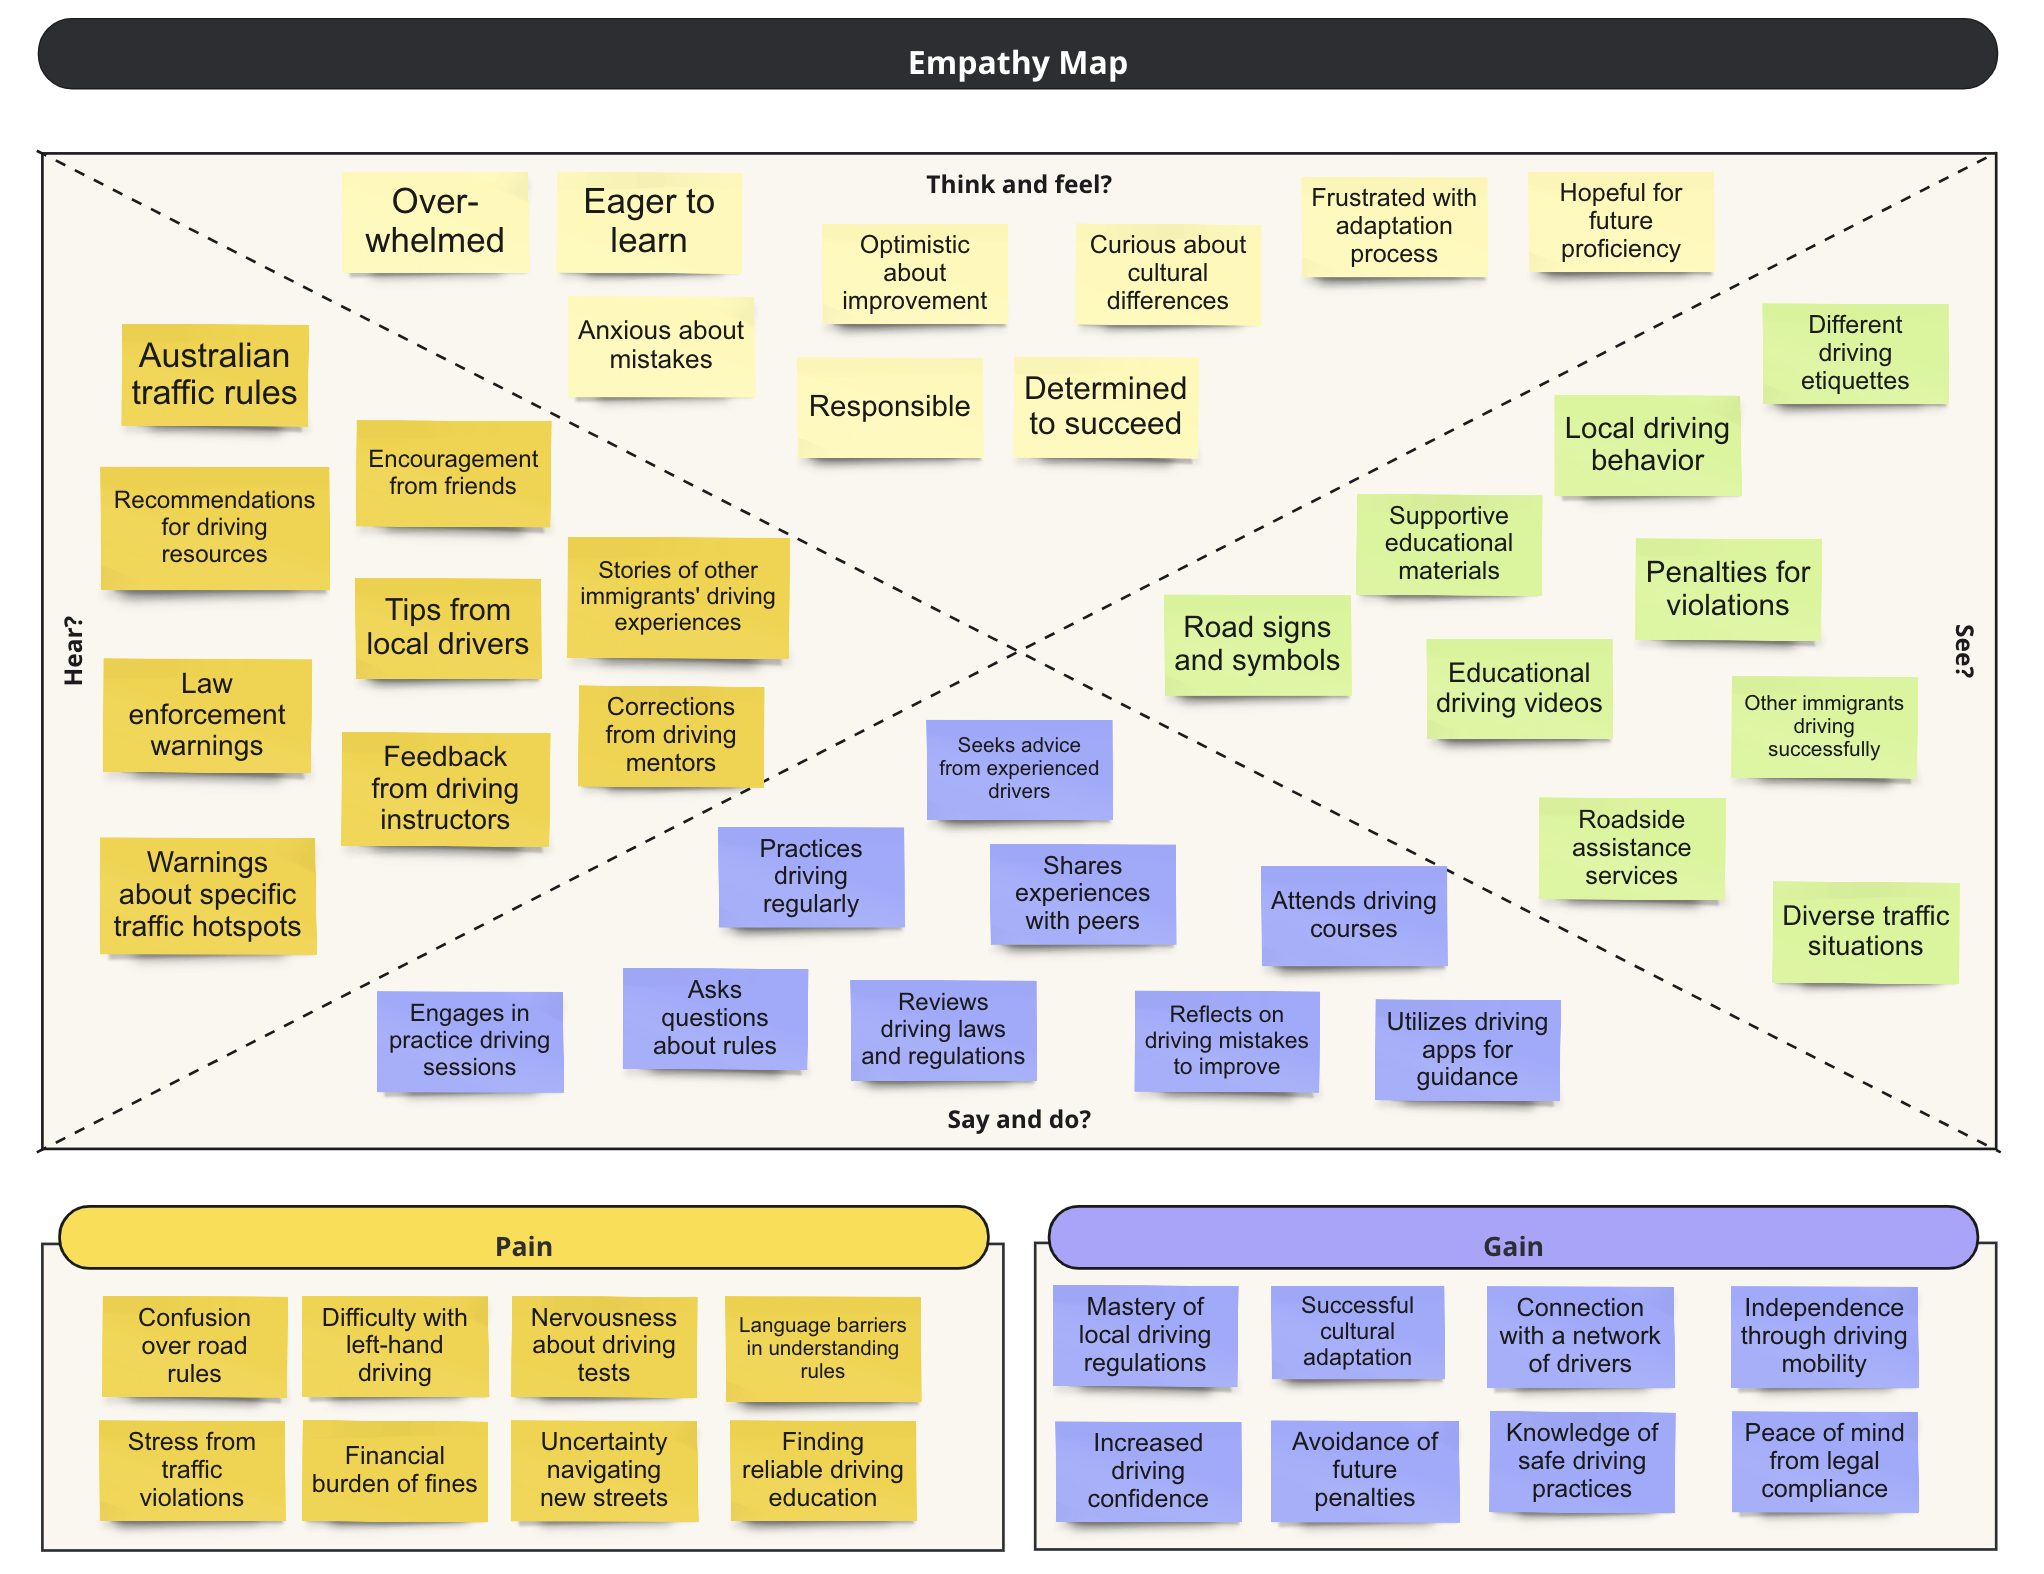 Empathy Map
Think and feel?
Over-
whelmed
Eager to
learn
Anxious about
mistakes
Optimistic
about
improvement
Curious about
cultural
differences
Frustrated with
adaptation
process
Hopeful for
future
proficiency
Responsible
Determined
to succeed
Hear?
Australian
traffic rules
Encouragement
from friends
Recommendations
for driving
resources
Stories of other
immigrants' driving
experiences
Tips from
local drivers
Law
enforcement
warnings
Corrections
from driving
mentors
Feedback
from driving
instructors
Warnings
about specific
traffic hotspots
See?
Different
driving
etiquettes
Local driving
behavior
Supportive
educational
materials
Penalties for
violations
Road signs
and symbols
Educational
driving videos
Other immigrants
driving
successfully
Roadside
assistance
services
Diverse traffic
situations
Seeks advice
from experienced
drivers
Practices
driving
regularly
Shares
experiences
with peers
Attends driving
courses
Engages in
practice driving
sessions
Asks
questions
about rules
Reviews
driving laws
and regulations
Reflects on
driving mistakes
to improve
Utilizes driving
apps for
guidance
Say and do?
Pain
Confusion
over road
rules
Difficulty with
left-hand
driving
Nervousness
about driving
tests
Language barriers
in understanding
rules
Stress from
traffic
violations
Financial
burden of fines
Uncertainty
navigating
new streets
Finding
reliable driving
education
Gain
Mastery of
local driving
regulations
Successful
cultural
adaptation
Connection
with a network
of drivers
Independence
through driving
mobility
Increased
driving
confidence
Avoidance of
future
penalties
Knowledge of
safe driving
practices
Peace of mind
from legal
compliance